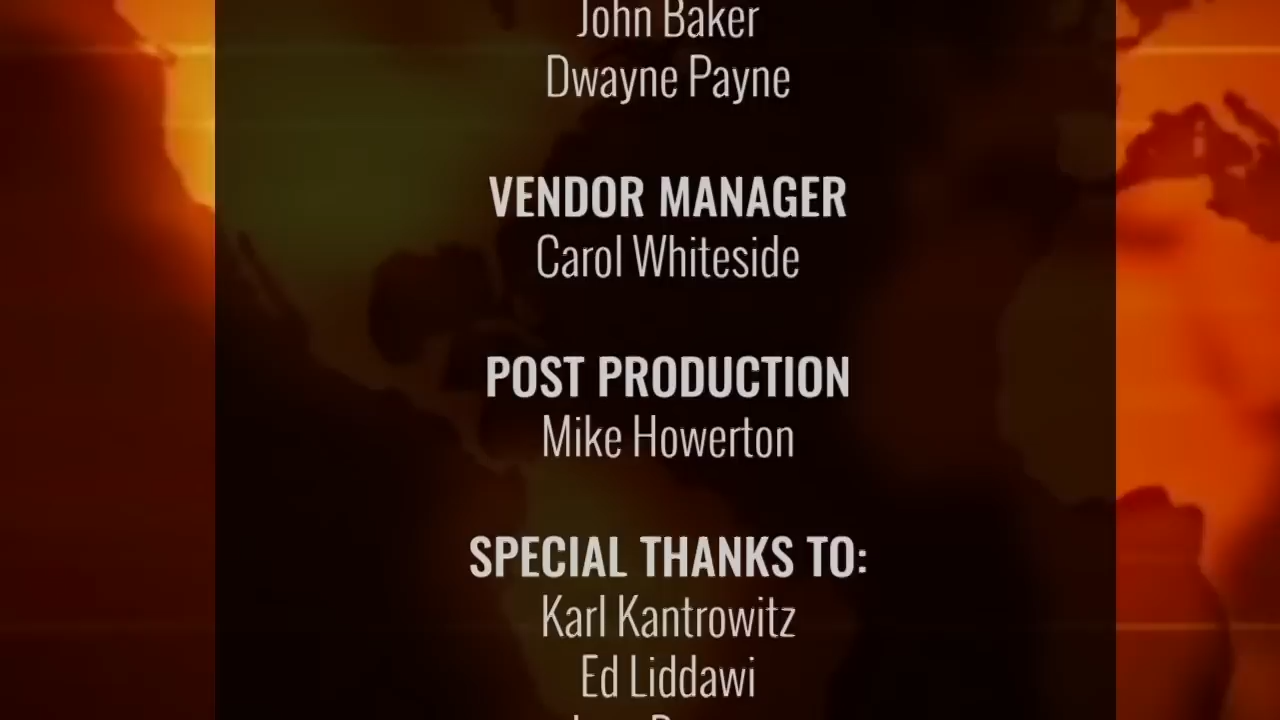 John Baker
Dwayne Payne
VENDOR MANAGER
Carol Whiteside
POST PRODUCTION
Mike Howerton
SPECIAL THANKS TO:
Karl Kantrowitz
Ed Liddawi